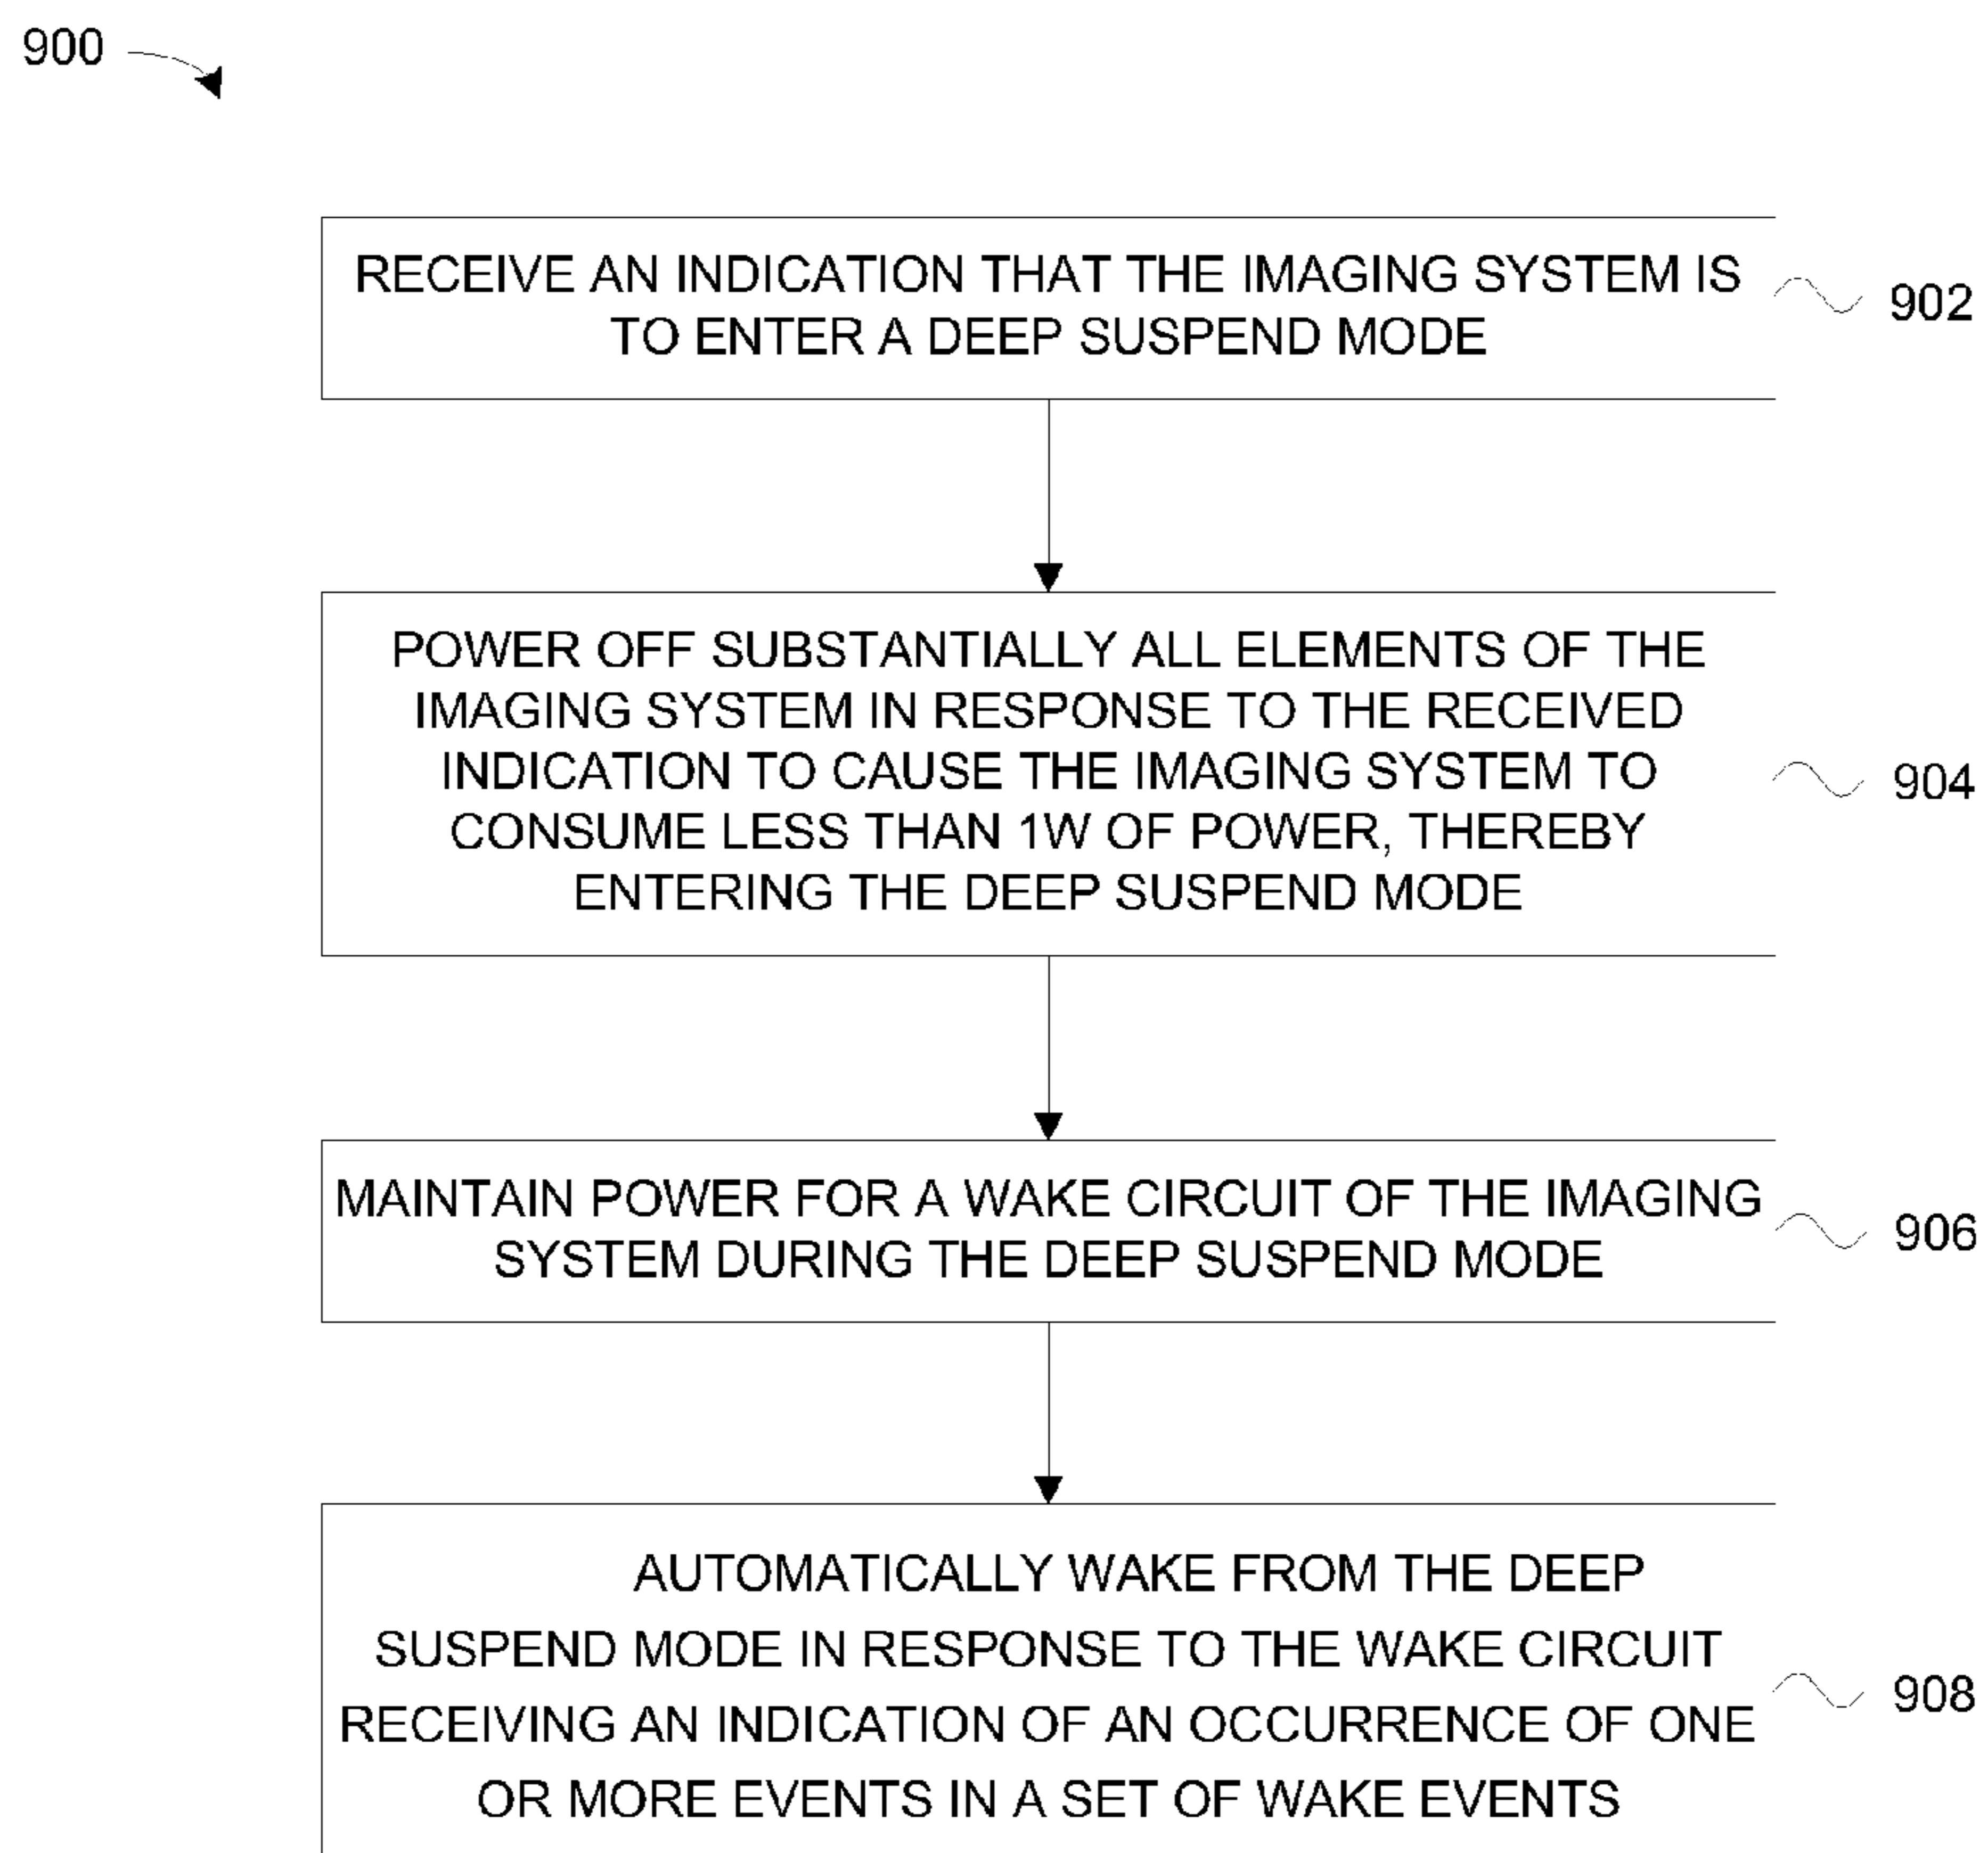 900
RECEIVE AN INDICATION THAT THE IMAGING SYSTEM IS
TO ENTER A DEEP SUSPEND MODE
902
POWER OFF SUBSTANTIALLY ALL ELEMENTS OF THE
IMAGING SYSTEM IN RESPONSE TO THE RECEIVED
INDICATION TO CAUSE THE IMAGING SYSTEM TO
CONSUME LESS THAN 1W OF POWER, THEREBY
ENTERING THE DEEP SUSPEND MODE
904
MAINTAIN POWER FOR A WAKE CIRCUIT OF THE IMAGING
SYSTEM DURING THE DEEP SUSPEND MODE
906
AUTOMATICALLY WAKE FROM THE DEEP
SUSPEND MODE IN RESPONSE TO THE WAKE CIRCUIT
RECEIVING AN INDICATION OF AN OCCURRENCE OF ONE
OR MORE EVENTS IN A SET OF WAKE EVENTS
908